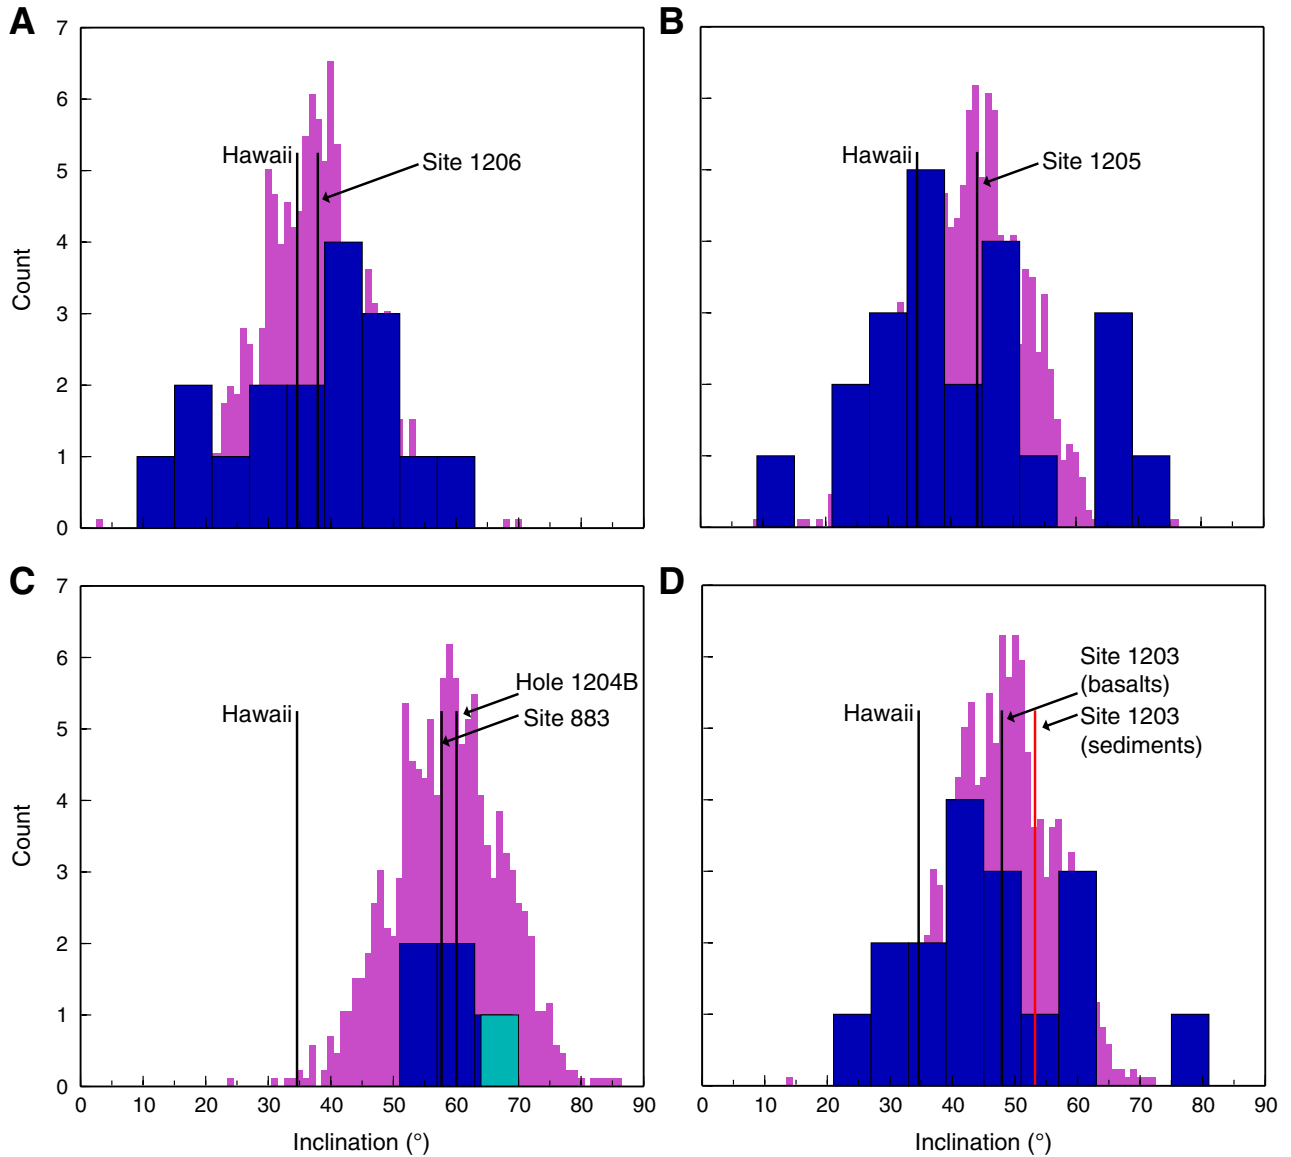 A
B
7
6
5
4
3
2
1
0
Count
Hawaii
Site 1206
Hawaii
Site 1205
C
D
7
6
5
4
3
2
1
0
Count
Hawaii
Hole 1204B
Site 883
Hawaii
Site 1203
(basalts)
Site 1203
(sediments)
0 10 20 30 40 50 60 70 80 90
0 10 20 30 40 50 60 70 80 90
Inclination (°)
Inclination (°)